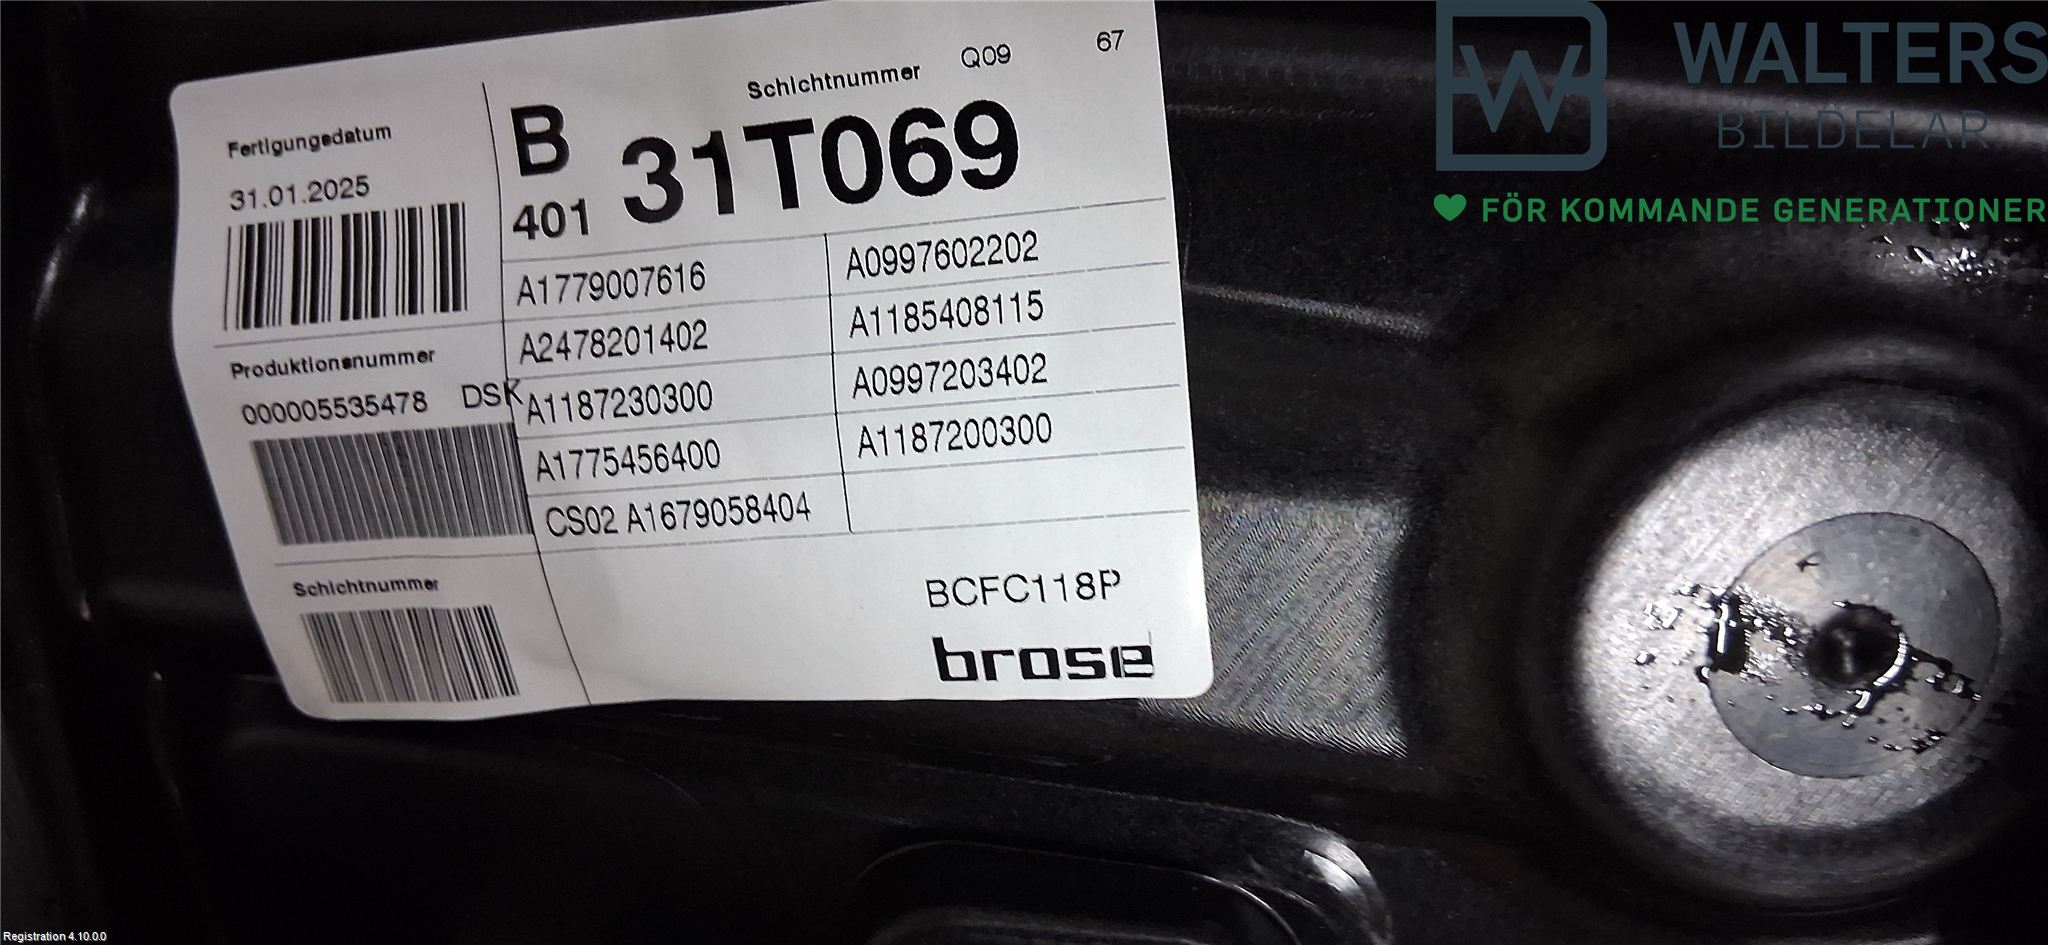 Fertigungsdatum
31.01.2025
Produktionsnummer
000005535478 DSK
Schichtnummer
Schichtnummer Q09 67
B
401
31T069
A1779007616 A0997602202
A2478201402 A1185408115
A1187230300 A0997203402
A1775456400 A1187200300
CS02 A1679058404
BCFC118P
brose
W WALTERS
BILDELAR
FÖR KOMMANDE GENERATIONER
Registration 4.10.0.0